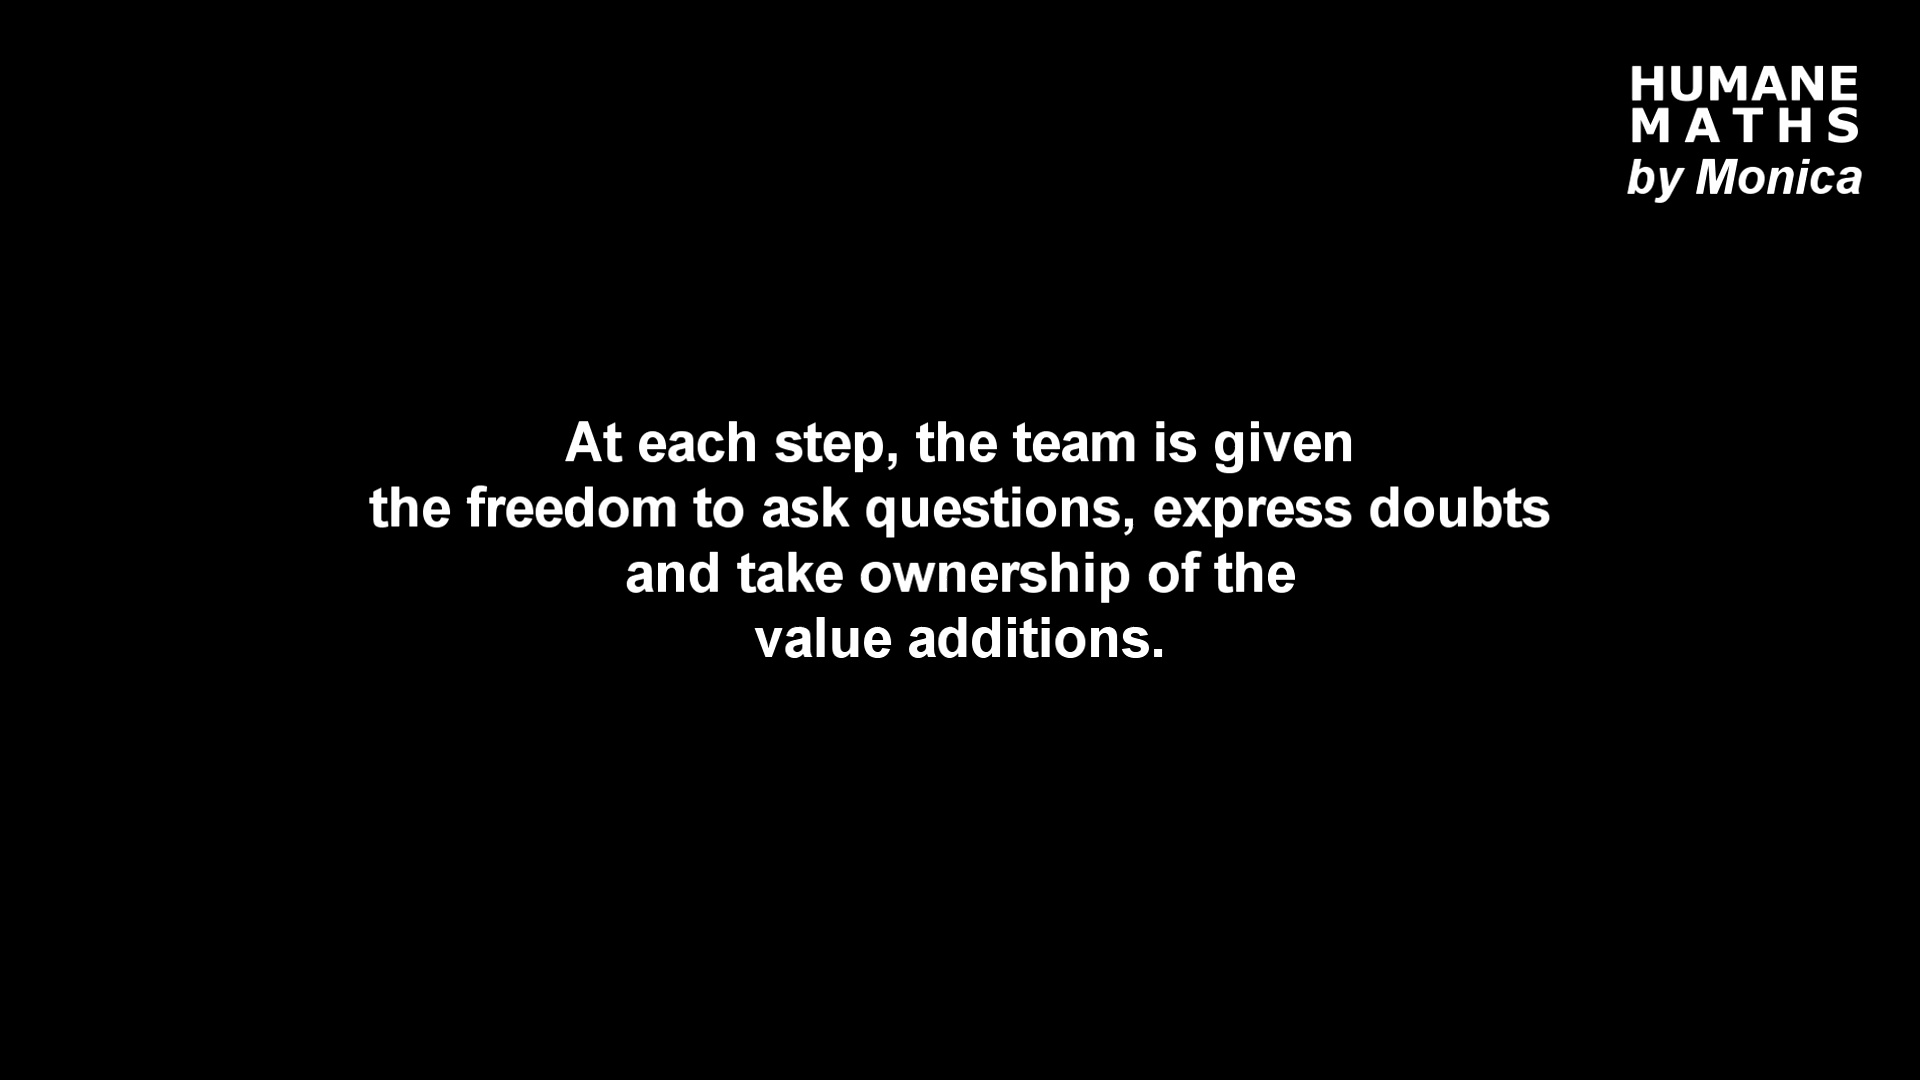 HUMANE
MATHS
by Monica
At each step, the team is given
the freedom to ask questions, express doubts
and take ownership of the
value additions.